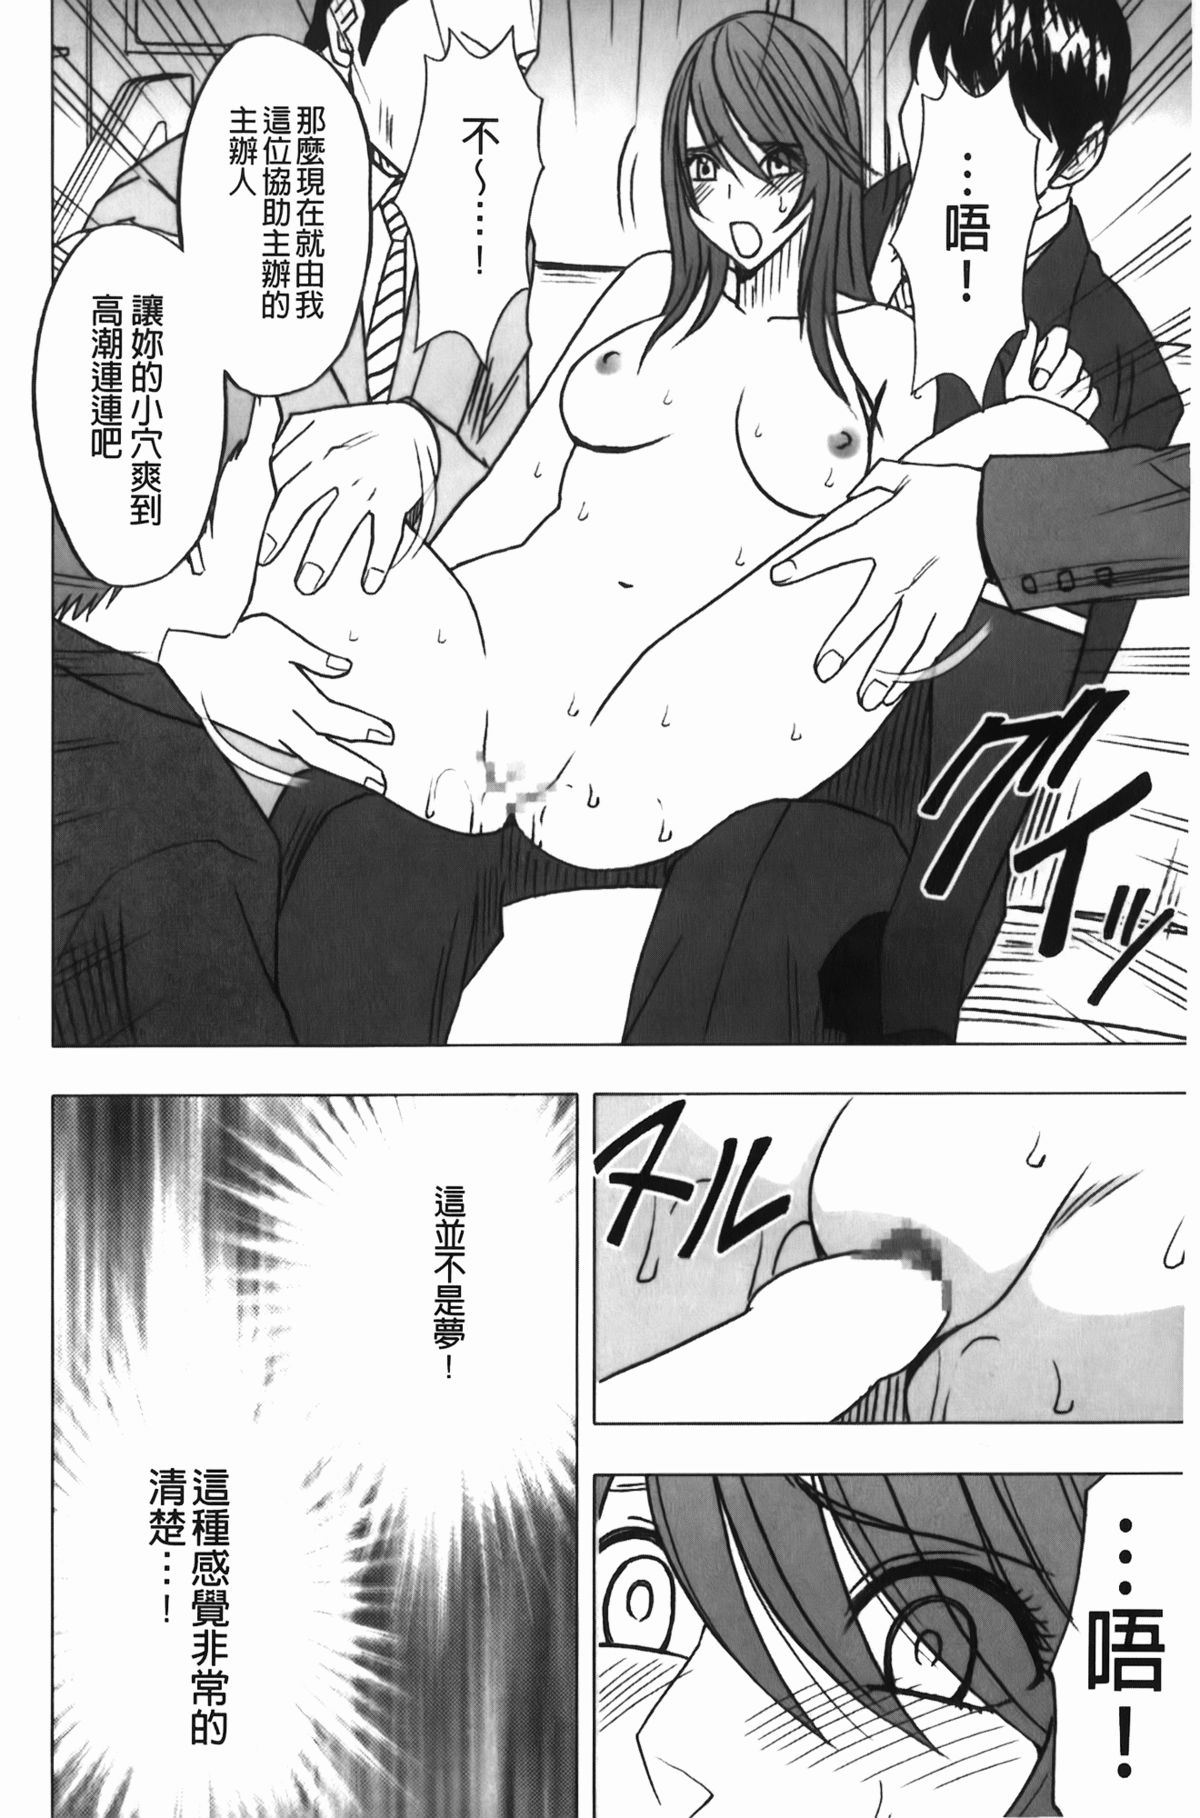 …唔！
不～…！
那麼現在就由我
這位協助主辦的
主辦人
讓妳的小穴爽到
高潮連連吧
グイッ
ヌル
…唔！
這並不是夢！
這種感覺非常的
清楚…！